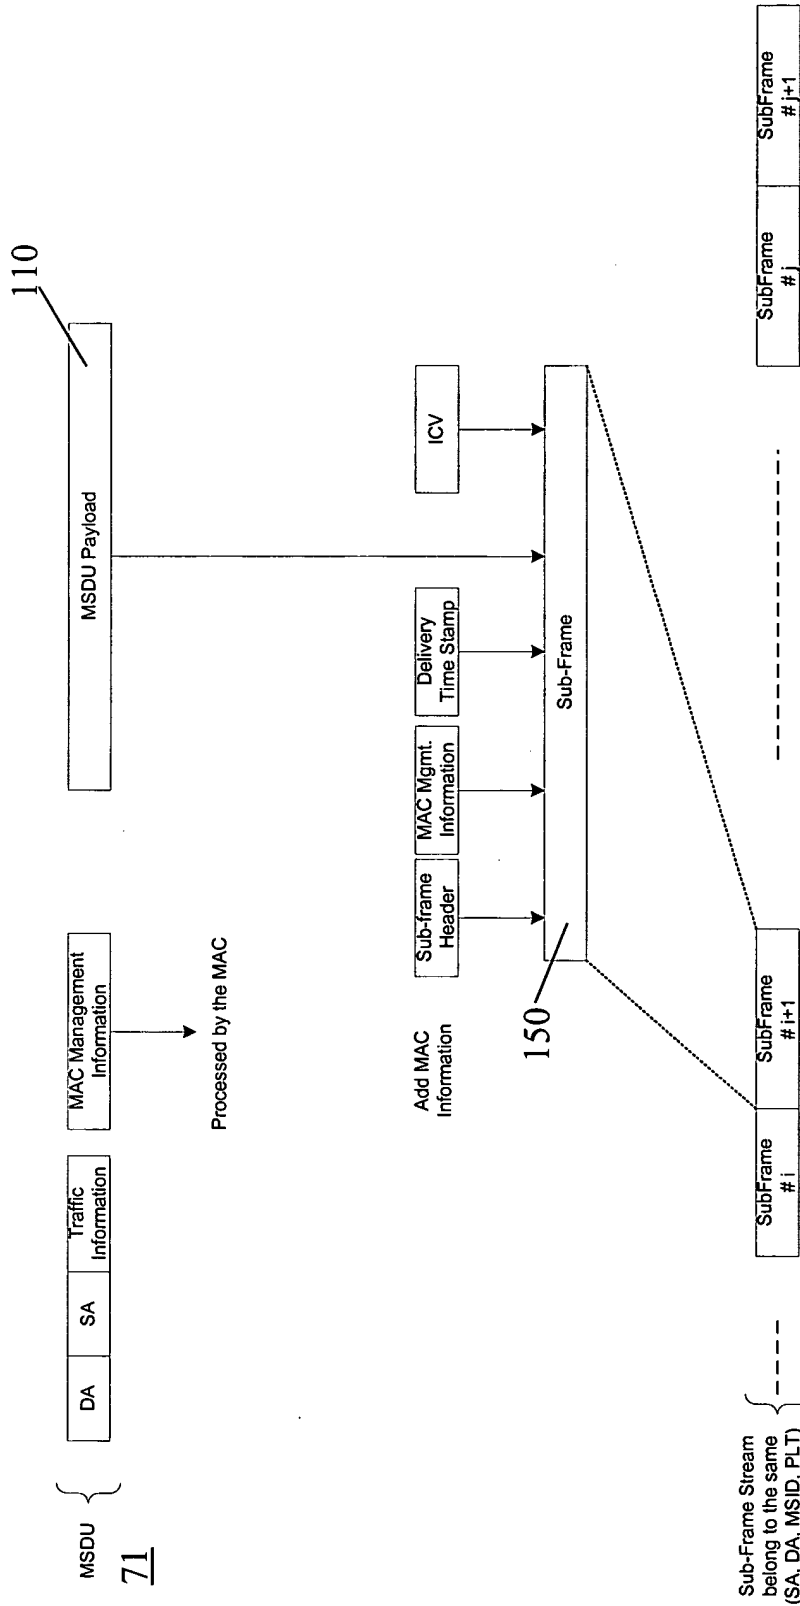 MSDU
71
DA
SA
Traffic
Information
MAC Management
Information
MSDU Payload
110
Processed by the MAC
Add MAC
Information
Sub-frame
Header
MAC Mgmt.
Information
Delivery
Time Stamp
ICV
150
Sub-Frame
Sub-Frame Stream
belong to the same
(SA, DA, MSID, PLT)
SubFrame
# i
SubFrame
# i+1
SubFrame
# j
SubFrame
# j+1